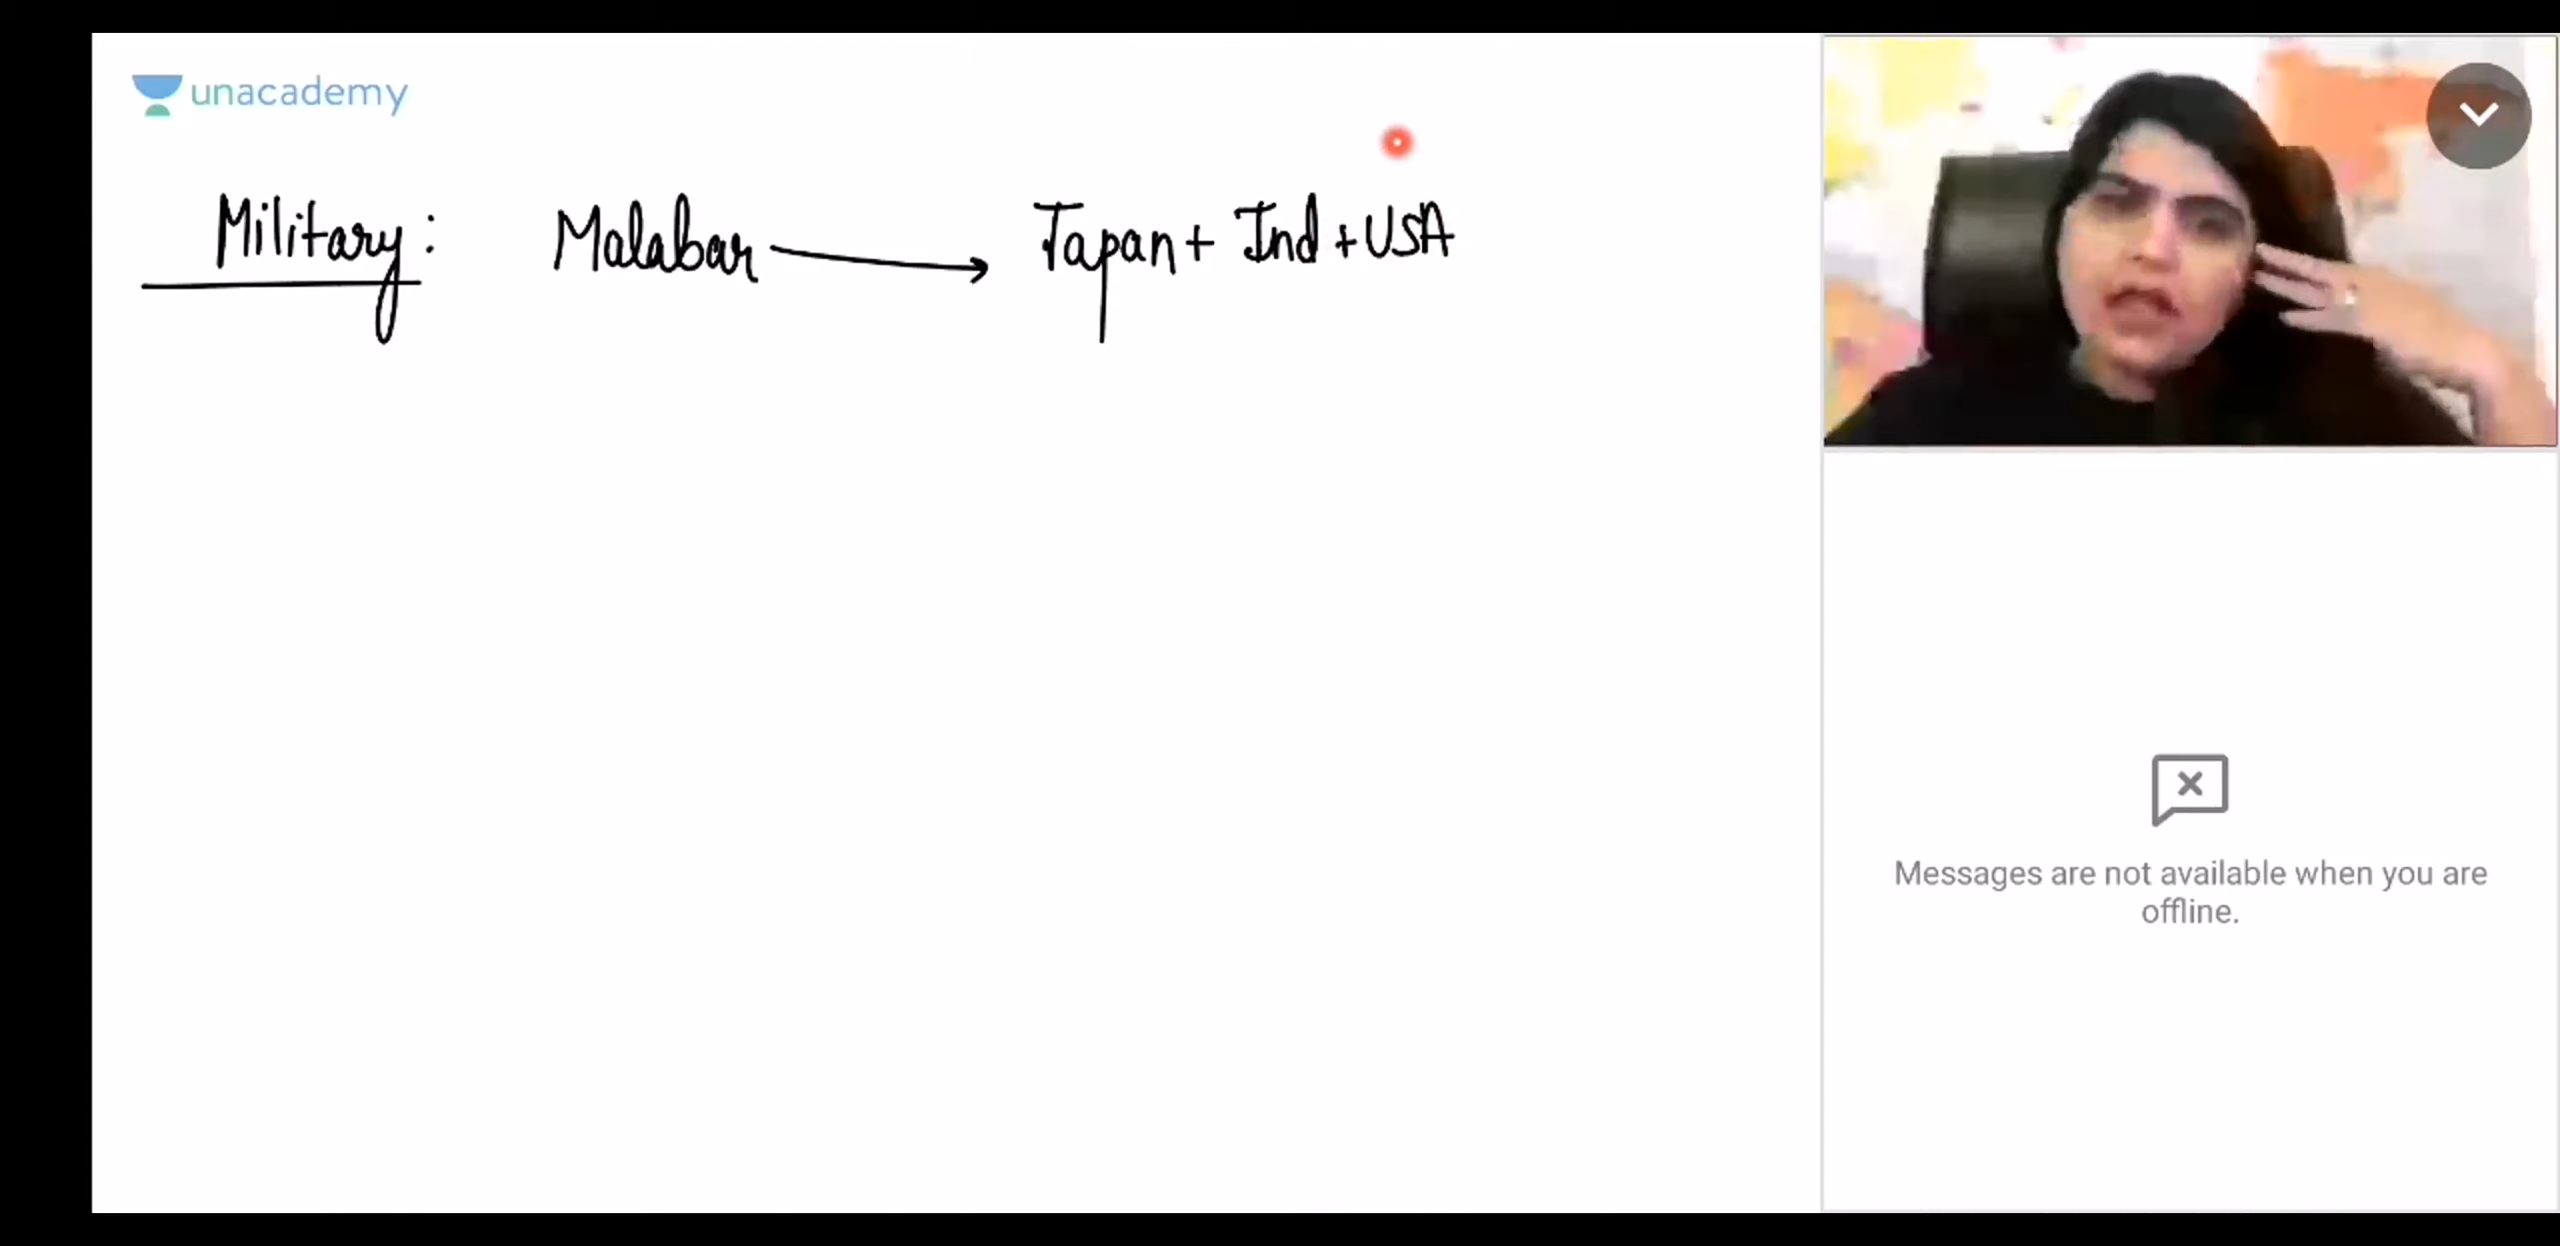 unacademy
Military: Malabar → Japan + Ind + USA
Messages are not available when you are
offline.